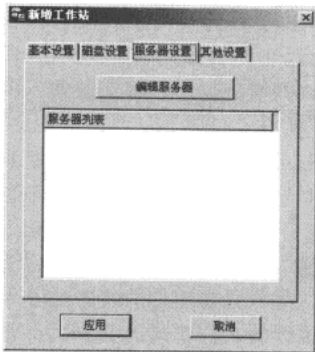 新增工作站
基本设置 磁盘设置 服务器设置 其他设置
编辑服务器
服务器列表
应用 取消